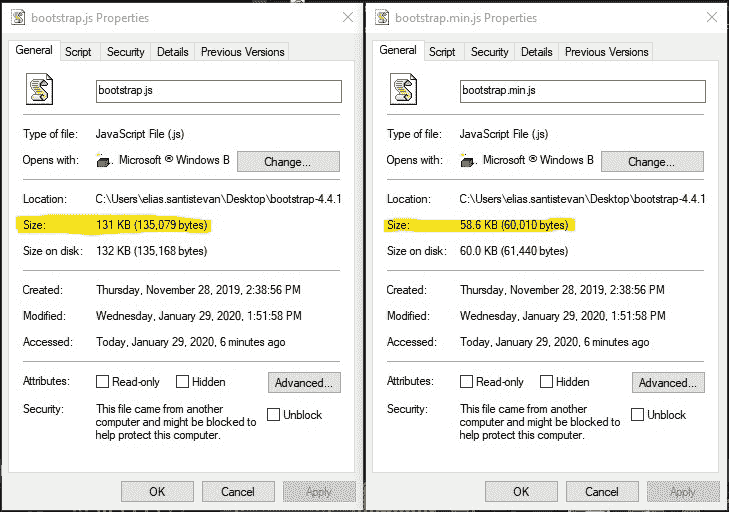 bootstrap.js Properties
General Script Security Details Previous Versions
bootstrap.js
Type of file: JavaScript File (.js)
Opens with: Microsoft ® Windows B Change...
Location: C:\Users\elias.santistevan\Desktop\bootstrap-4.4.1
Size: 131 KB (135,079 bytes)
Size on disk: 132 KB (135,168 bytes)
Created: Thursday, November 28, 2019, 2:38:56 PM
Modified: Wednesday, January 29, 2020, 1:51:58 PM
Accessed: Today, January 29, 2020, 6 minutes ago
Attributes: Read-only Hidden Advanced...
Security: This file came from another
computer and might be blocked to
help protect this computer.
Unblock
OK Cancel Apply
bootstrap.min.js Properties
General Script Security Details Previous Versions
bootstrap.min.js
Type of file: JavaScript File (.js)
Opens with: Microsoft ® Windows B Change...
Location: C:\Users\elias.santistevan\Desktop\bootstrap-4.4.1
Size: 58.6 KB (60,010 bytes)
Size on disk: 60.0 KB (61,440 bytes)
Created: Thursday, November 28, 2019, 2:38:56 PM
Modified: Wednesday, January 29, 2020, 1:51:58 PM
Accessed: Today, January 29, 2020, 6 minutes ago
Attributes: Read-only Hidden Advanced...
Security: This file came from another
computer and might be blocked to
help protect this computer.
Unblock
OK Cancel Apply